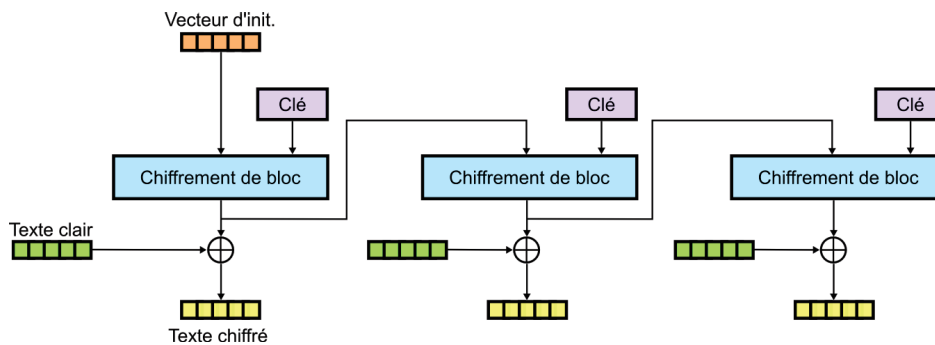 Vecteur d'init.
Clé
Clé
Clé
Chiffrement de bloc
Chiffrement de bloc
Chiffrement de bloc
Texte clair
Texte chiffré